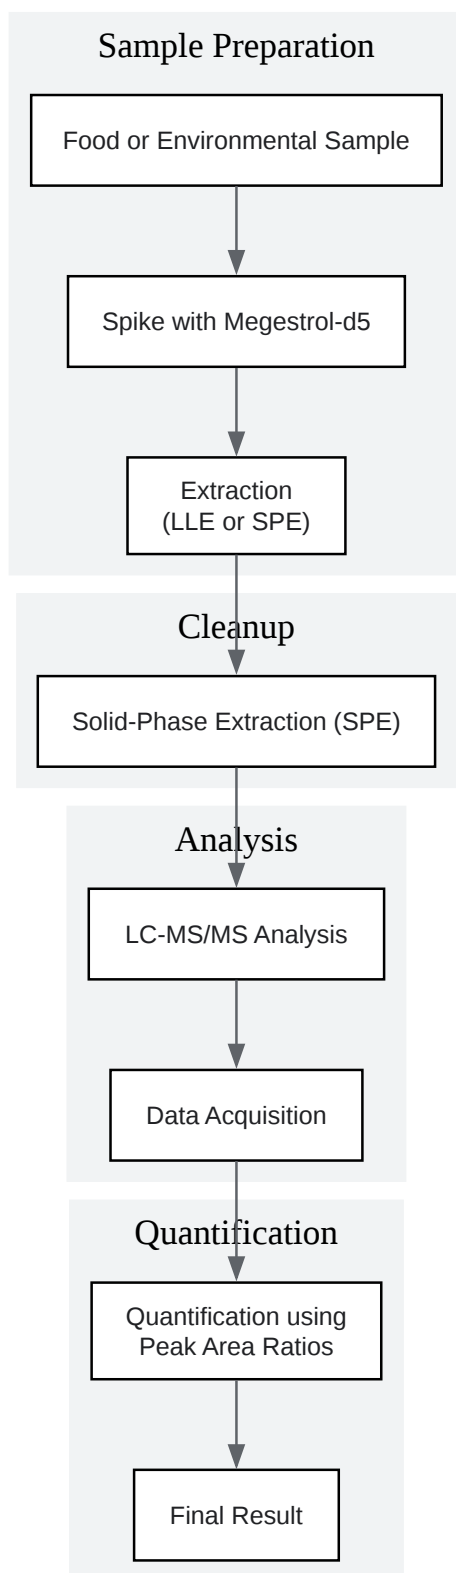 Sample Preparation
Food or Environmental Sample
Spike with Megestrol-d5
Extraction
(LLE or SPE)
Cleanup
Solid-Phase Extraction (SPE)
Analysis
LC-MS/MS Analysis
Data Acquisition
Quantification
Quantification using
Peak Area Ratios
Final Result